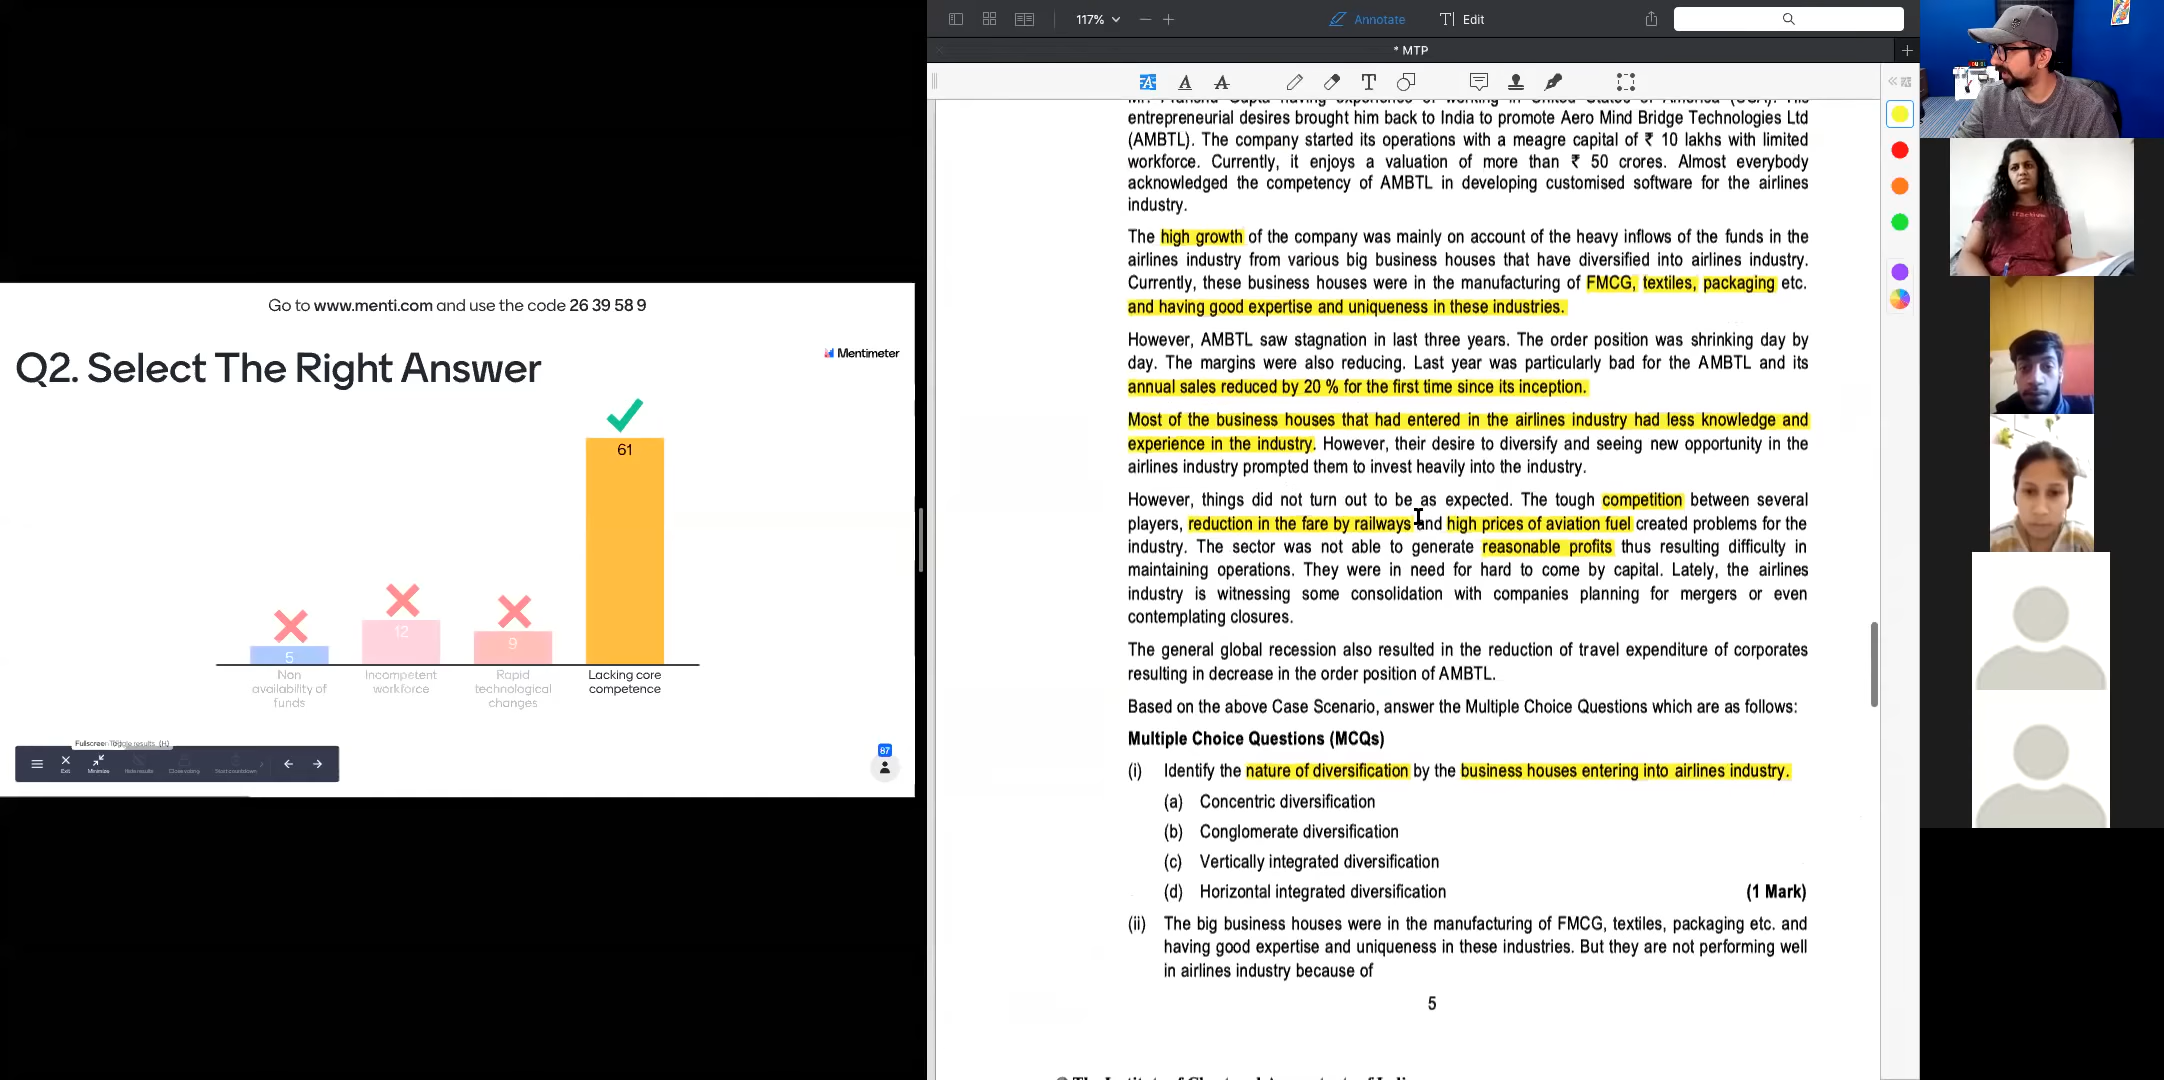 Go to www.menti.com and use the code 26 39 58 9
Q2. Select The Right Answer
Mentimeter
61
12
9
5
Non
availability of
funds
Incompetent
workforce
Rapid
technological
changes
Lacking core
competence
Exit
Minimize
Hide results
Close voting
Start countdown
87
117%
Annotate
Edit
* MTP
entrepreneurial desires brought him back to India to promote Aero Mind Bridge Technologies Ltd
(AMBTL). The company started its operations with a meagre capital of ₹ 10 lakhs with limited
workforce. Currently, it enjoys a valuation of more than ₹ 50 crores. Almost everybody
acknowledged the competency of AMBTL in developing customised software for the airlines
industry.
The high growth of the company was mainly on account of the heavy inflows of the funds in the
airlines industry from various big business houses that have diversified into airlines industry.
Currently, these business houses were in the manufacturing of FMCG, textiles, packaging etc.
and having good expertise and uniqueness in these industries.
However, AMBTL saw stagnation in last three years. The order position was shrinking day by
day. The margins were also reducing. Last year was particularly bad for the AMBTL and its
annual sales reduced by 20 % for the first time since its inception.
Most of the business houses that had entered in the airlines industry had less knowledge and
experience in the industry. However, their desire to diversify and seeing new opportunity in the
airlines industry prompted them to invest heavily into the industry.
However, things did not turn out to be as expected. The tough competition between several
players, reduction in the fare by railways and high prices of aviation fuel created problems for the
industry. The sector was not able to generate reasonable profits thus resulting difficulty in
maintaining operations. They were in need for hard to come by capital. Lately, the airlines
industry is witnessing some consolidation with companies planning for mergers or even
contemplating closures.
The general global recession also resulted in the reduction of travel expenditure of corporates
resulting in decrease in the order position of AMBTL.
Based on the above Case Scenario, answer the Multiple Choice Questions which are as follows:
Multiple Choice Questions (MCQs)
(i) Identify the nature of diversification by the business houses entering into airlines industry.
(a) Concentric diversification
(b) Conglomerate diversification
(c) Vertically integrated diversification
(d) Horizontal integrated diversification (1 Mark)
(ii) The big business houses were in the manufacturing of FMCG, textiles, packaging etc. and
having good expertise and uniqueness in these industries. But they are not performing well
in airlines industry because of
5